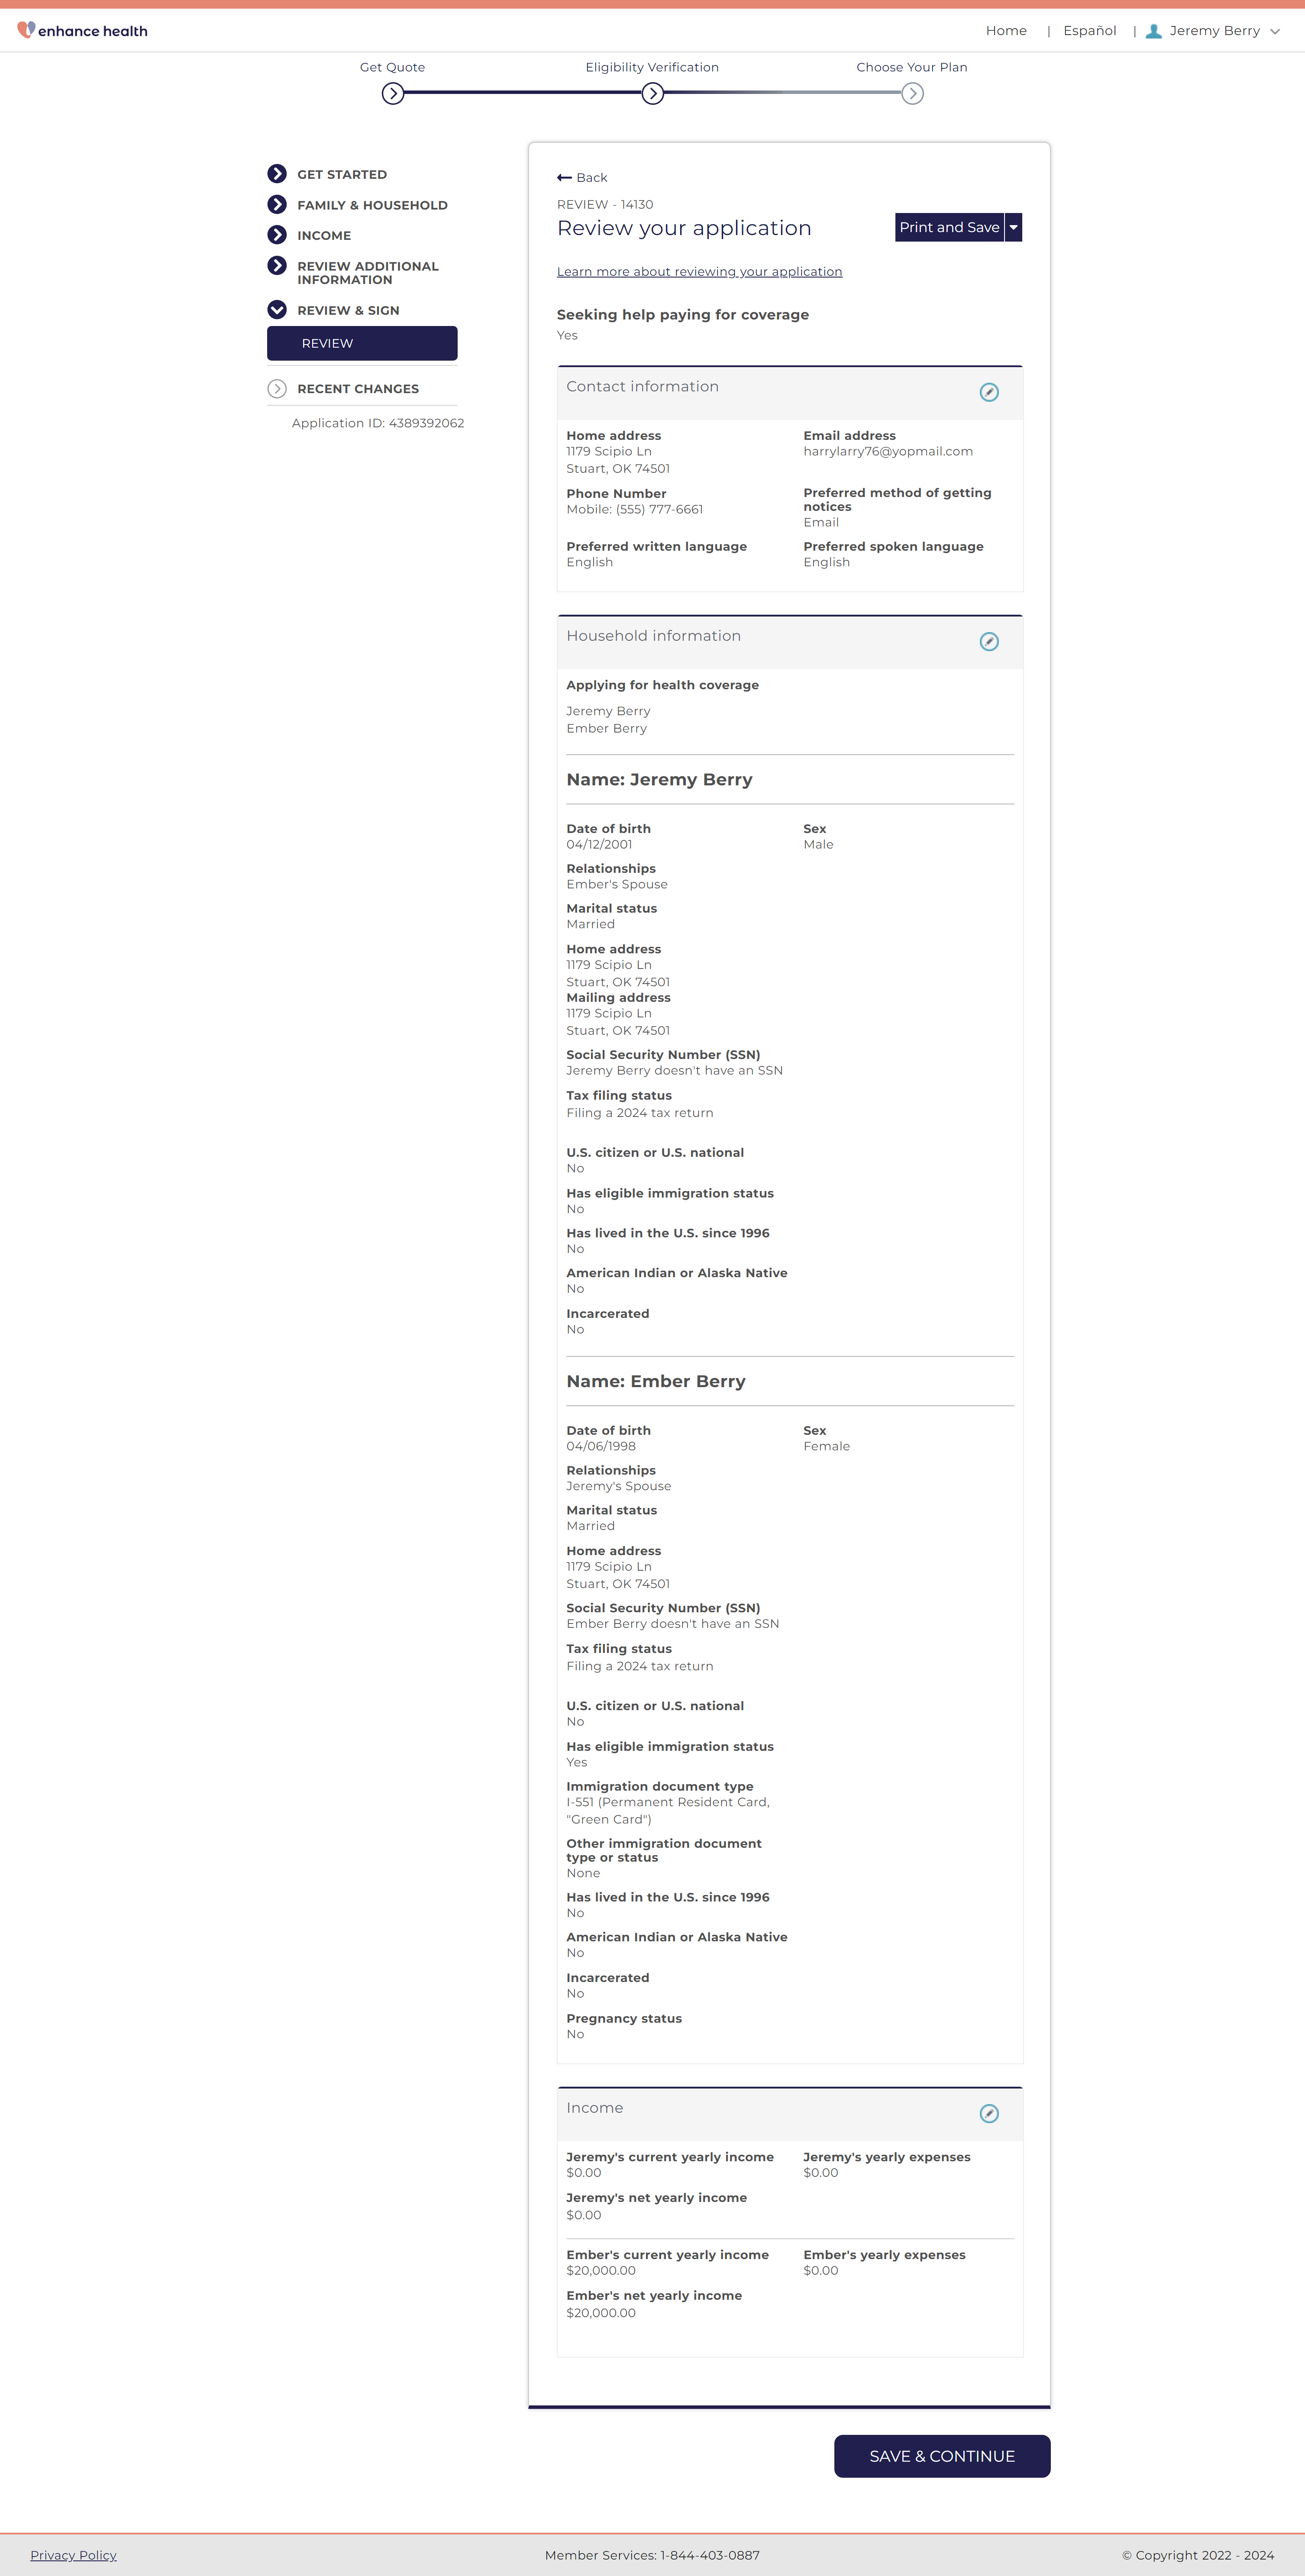 enhance health
Home | Español | Jeremy Berry
Get Quote
Eligibility Verification
Choose Your Plan
GET STARTED
FAMILY & HOUSEHOLD
INCOME
REVIEW ADDITIONAL
INFORMATION
REVIEW & SIGN
REVIEW
RECENT CHANGES
Application ID: 4389392062
Back
REVIEW - 14130
Review your application
Print and Save
Learn more about reviewing your application
Seeking help paying for coverage
Yes
Contact information
Home address
1179 Scipio Ln
Stuart, OK 74501
Email address
harrylarry76@yopmail.com
Phone Number
Mobile: (555) 777-6661
Preferred method of getting
notices
Email
Preferred written language
English
Preferred spoken language
English
Household information
Applying for health coverage
Jeremy Berry
Ember Berry
Name: Jeremy Berry
Date of birth
04/12/2001
Sex
Male
Relationships
Ember's Spouse
Marital status
Married
Home address
1179 Scipio Ln
Stuart, OK 74501
Mailing address
1179 Scipio Ln
Stuart, OK 74501
Social Security Number (SSN)
Jeremy Berry doesn't have an SSN
Tax filing status
Filing a 2024 tax return
U.S. citizen or U.S. national
No
Has eligible immigration status
No
Has lived in the U.S. since 1996
No
American Indian or Alaska Native
No
Incarcerated
No
Name: Ember Berry
Date of birth
04/06/1998
Sex
Female
Relationships
Jeremy's Spouse
Marital status
Married
Home address
1179 Scipio Ln
Stuart, OK 74501
Social Security Number (SSN)
Ember Berry doesn't have an SSN
Tax filing status
Filing a 2024 tax return
U.S. citizen or U.S. national
No
Has eligible immigration status
Yes
Immigration document type
I-551 (Permanent Resident Card,
"Green Card")
Other immigration document
type or status
None
Has lived in the U.S. since 1996
No
American Indian or Alaska Native
No
Incarcerated
No
Pregnancy status
No
Income
Jeremy's current yearly income
$0.00
Jeremy's yearly expenses
$0.00
Jeremy's net yearly income
$0.00
Ember's current yearly income
$20,000.00
Ember's yearly expenses
$0.00
Ember's net yearly income
$20,000.00
SAVE & CONTINUE
Privacy Policy
Member Services: 1-844-403-0887
© Copyright 2022 - 2024